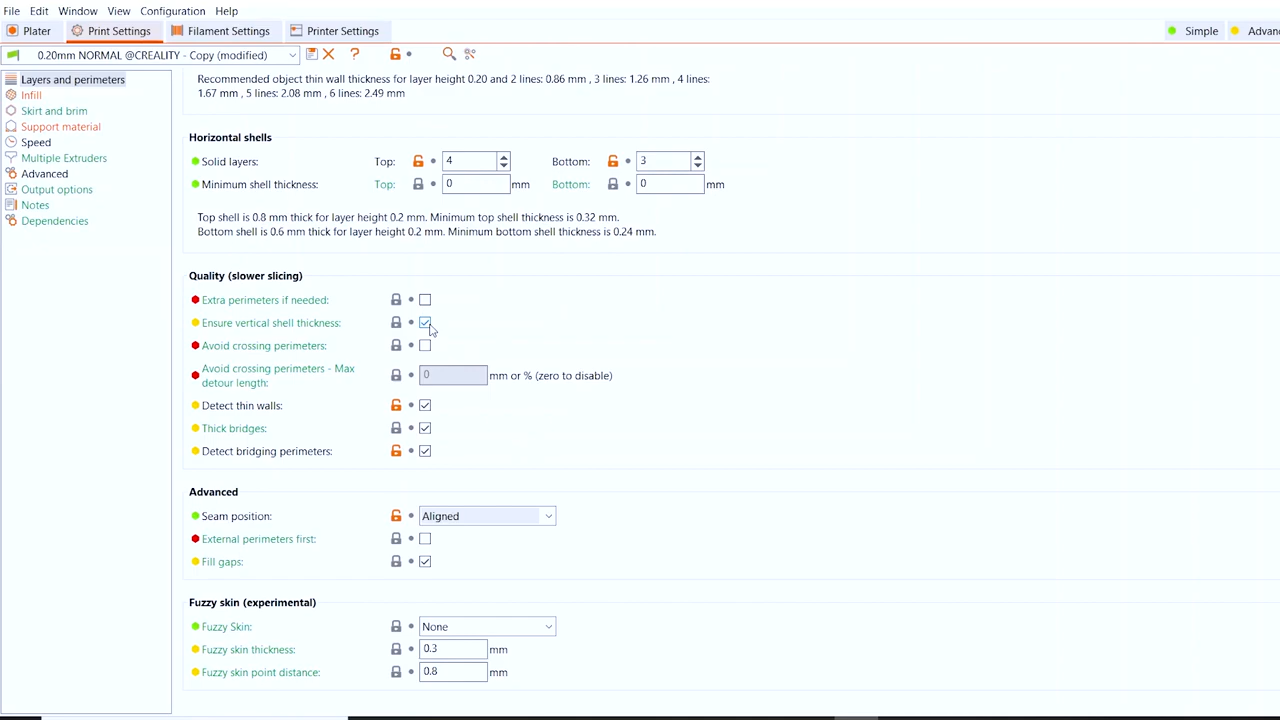 File Edit Window View Configuration Help
Plater Print Settings Filament Settings Printer Settings Simple Advanc
0.20mm NORMAL @CREALITY - Copy (modified) ?
Layers and perimeters
Infill
Skirt and brim
Support material
Speed
Multiple Extruders
Advanced
Output options
Notes
Dependencies
Recommended object thin wall thickness for layer height 0.20 and 2 lines: 0.86 mm , 3 lines: 1.26 mm , 4 lines:
1.67 mm , 5 lines: 2.08 mm , 6 lines: 2.49 mm
Horizontal shells
Solid layers: Top: 4 Bottom: 3
Minimum shell thickness: Top: 0 mm Bottom: 0 mm
Top shell is 0.8 mm thick for layer height 0.2 mm. Minimum top shell thickness is 0.32 mm.
Bottom shell is 0.6 mm thick for layer height 0.2 mm. Minimum bottom shell thickness is 0.24 mm.
Quality (slower slicing)
Extra perimeters if needed:
Ensure vertical shell thickness:
Avoid crossing perimeters:
Avoid crossing perimeters - Max
detour length: 0 mm or % (zero to disable)
Detect thin walls:
Thick bridges:
Detect bridging perimeters:
Advanced
Seam position: Aligned
External perimeters first:
Fill gaps:
Fuzzy skin (experimental)
Fuzzy Skin: None
Fuzzy skin thickness: 0.3 mm
Fuzzy skin point distance: 0.8 mm